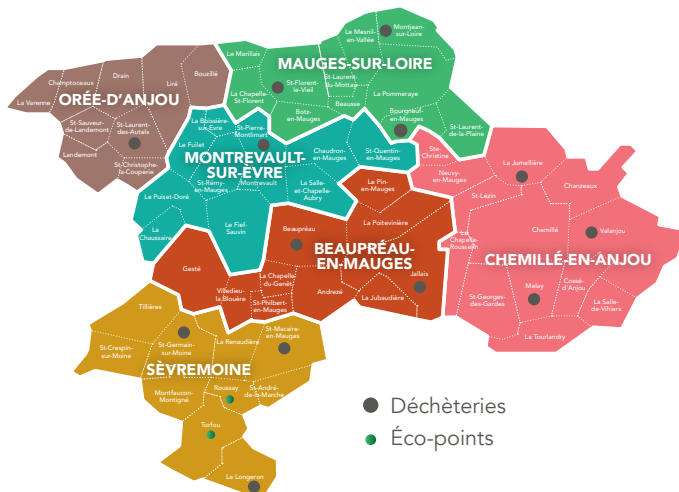 Le Mesnil-
en-Vallée
Montjean-
sur-Loire
Le Marillais
MAUGES-SUR-LOIRE
St-Florent-
le-Vieil
St-Laurent-
du-Mottay
La Chapelle-
St-Florent
Beausse
La Pommeraye
Botz-
en-Mauges
Bourgneuf-
en-Mauges
St-Laurent-
de-la-Plaine
Bouzillé
Drain
Liré
Champtoceaux
La Varenne
ORÉE-D'ANJOU
St-Sauveur-
de-Landemont
St-Laurent-
des-Autels
Landemont
St-Christophe-
la-Couperie
La Boissière-
sur-Èvre
St-Pierre-
Montlimart
Le Fuilet
MONTREVAULT-
SUR-ÈVRE
Chaudron-
en-Mauges
St-Quentin-
en-Mauges
St-Rémy-
en-Mauges
Montrevault
La Salle-
et-Chapelle-
Aubry
Le Puiset-Doré
La
Chaussaire
Le Fief-
Sauvin
Ste-
Christine
Neuvy-
en-Mauges
La Jumellière
St-Lézin
Chanzeaux
La
Chapelle-
Rousselin
Chemillé
Valanjou
CHEMILLÉ-EN-ANJOU
St-Georges-
des-Gardes
Melay
Cossé-
d'Anjou
La Salle-
de-Vihiers
La Tourlandry
Le Pin-
en-Mauges
La Poitevinière
Beaupréau
BEAUPRÉAU-
EN-MAUGES
Jallais
Gesté
La Chapelle-
du-Genêt
Villedieu-
la-Blouère
St-Philbert-
en-Mauges
Andrezé
La Jubaudière
Tillières
St-Macaire-
en-Mauges
St-Germain-
sur-Moine
La Renaudière
St-Crespin-
sur-Moine
SÈVREMOINE
Montfaucon-
Montigné
Roussay
St-André-
de-la-Marche
Torfou
Le Longeron
Déchèteries
Éco-points